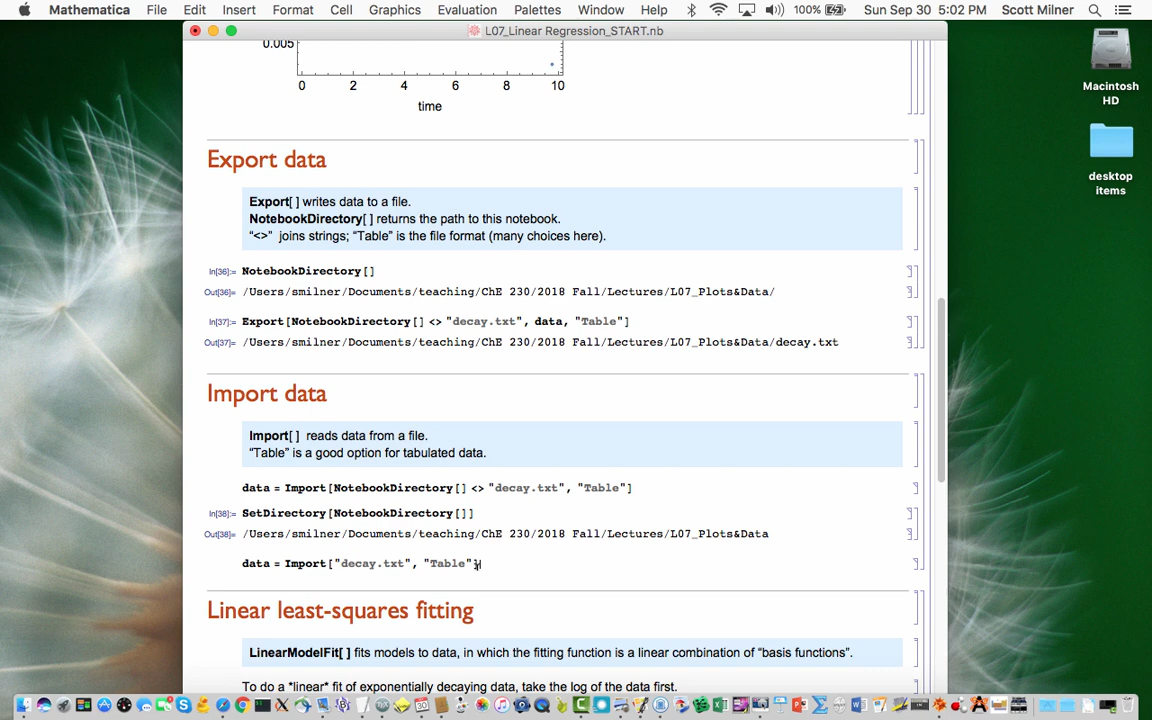 Mathematica File Edit Insert Format Cell Graphics Evaluation Palettes Window Help 100% Sun Sep 30 5:02 PM Scott Milner
L07_Linear Regression_START.nb
0.005
0 2 4 6 8 10
time
Macintosh
HD
desktop
items
Export data
Export[ ] writes data to a file.
NotebookDirectory[ ] returns the path to this notebook.
“<>” joins strings; “Table” is the file format (many choices here).
In[36]:= NotebookDirectory[]
Out[36]= /Users/smilner/Documents/teaching/ChE 230/2018 Fall/Lectures/L07_Plots&Data/
In[37]:= Export[NotebookDirectory[] <> "decay.txt", data, "Table"]
Out[37]= /Users/smilner/Documents/teaching/ChE 230/2018 Fall/Lectures/L07_Plots&Data/decay.txt
Import data
Import[ ] reads data from a file.
“Table” is a good option for tabulated data.
data = Import[NotebookDirectory[] <> "decay.txt", "Table"]
In[38]:= SetDirectory[NotebookDirectory[]]
Out[38]= /Users/smilner/Documents/teaching/ChE 230/2018 Fall/Lectures/L07_Plots&Data
data = Import["decay.txt", "Table"]
Linear least-squares fitting
LinearModelFit[ ] fits models to data, in which the fitting function is a linear combination of “basis functions”.
To do a *linear* fit of exponentially decaying data, take the log of the data first.